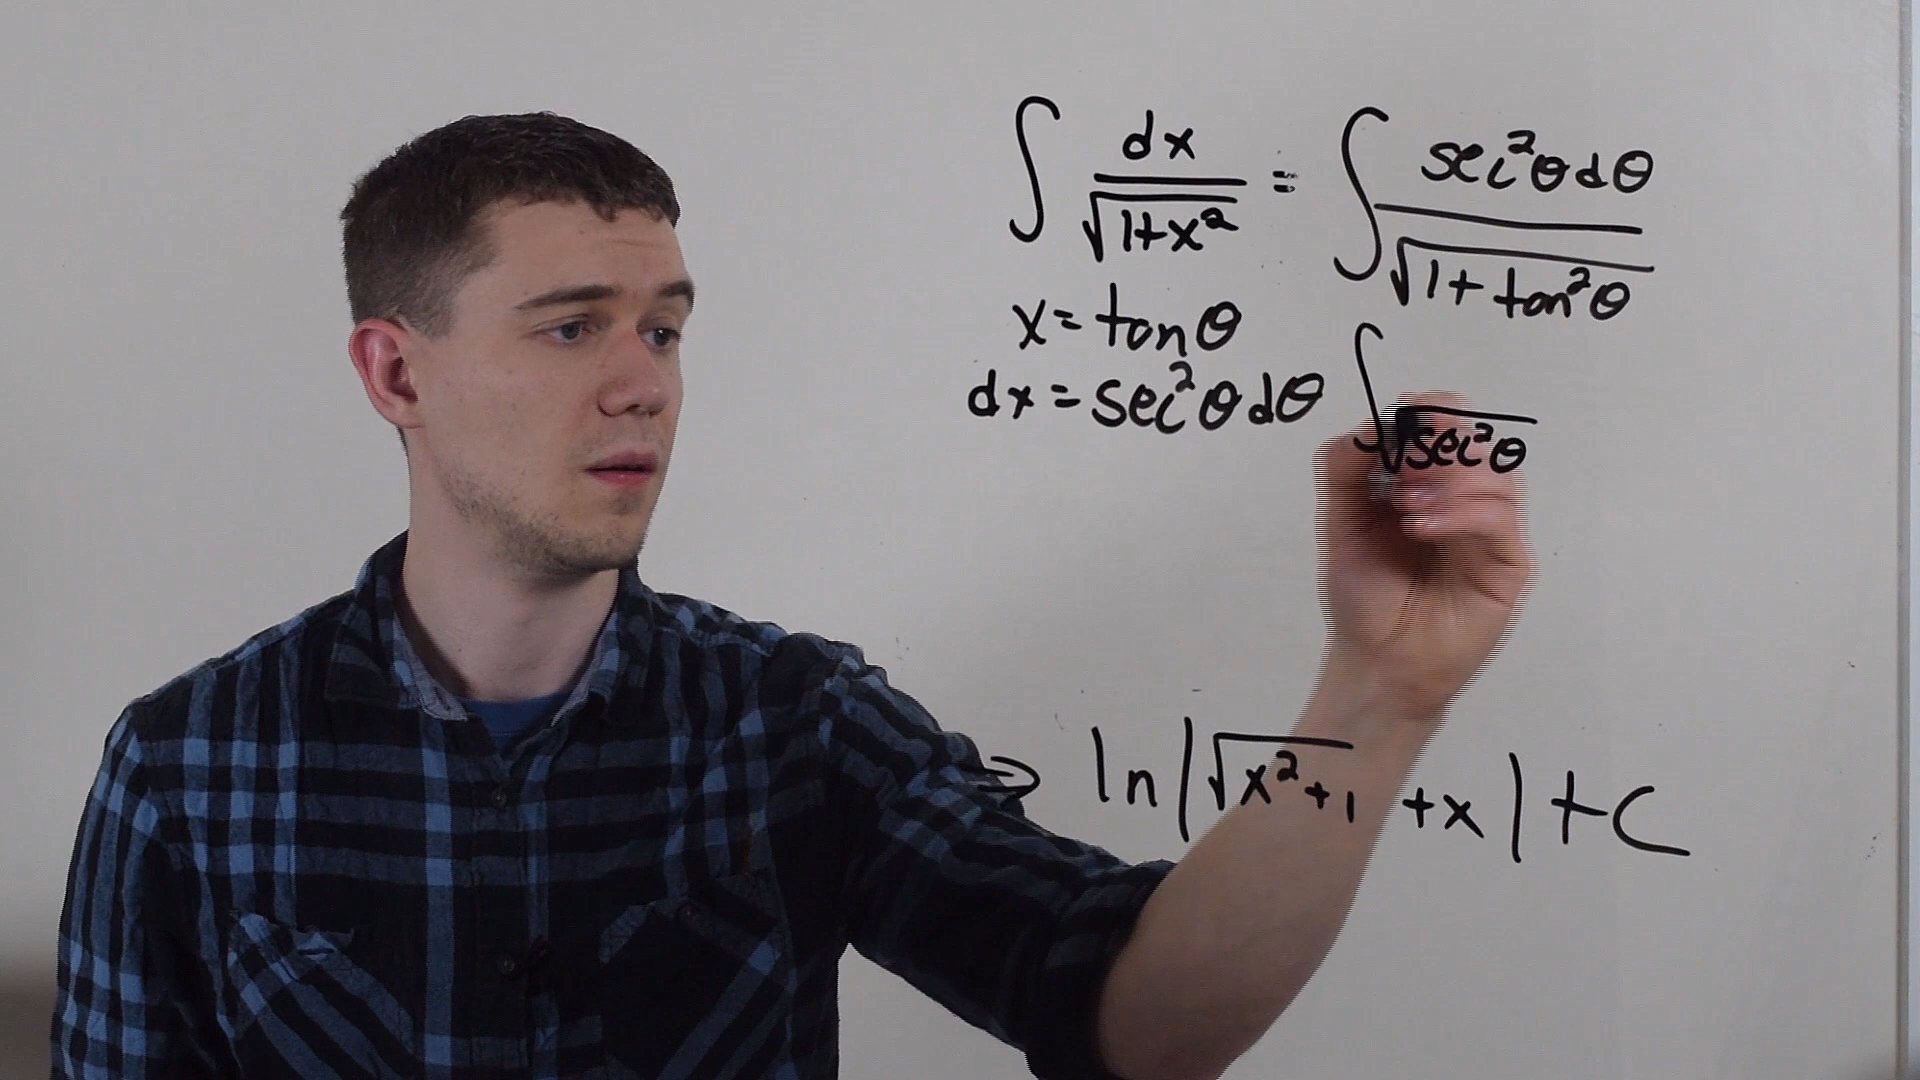 ∫ dx / √(1+x²) = ∫ sec²θ dθ / √(1 + tan²θ)
x = tanθ
dx = sec²θ dθ ∫ / √(sec²θ)
⇒ ln|√(x²+1) + x| + C